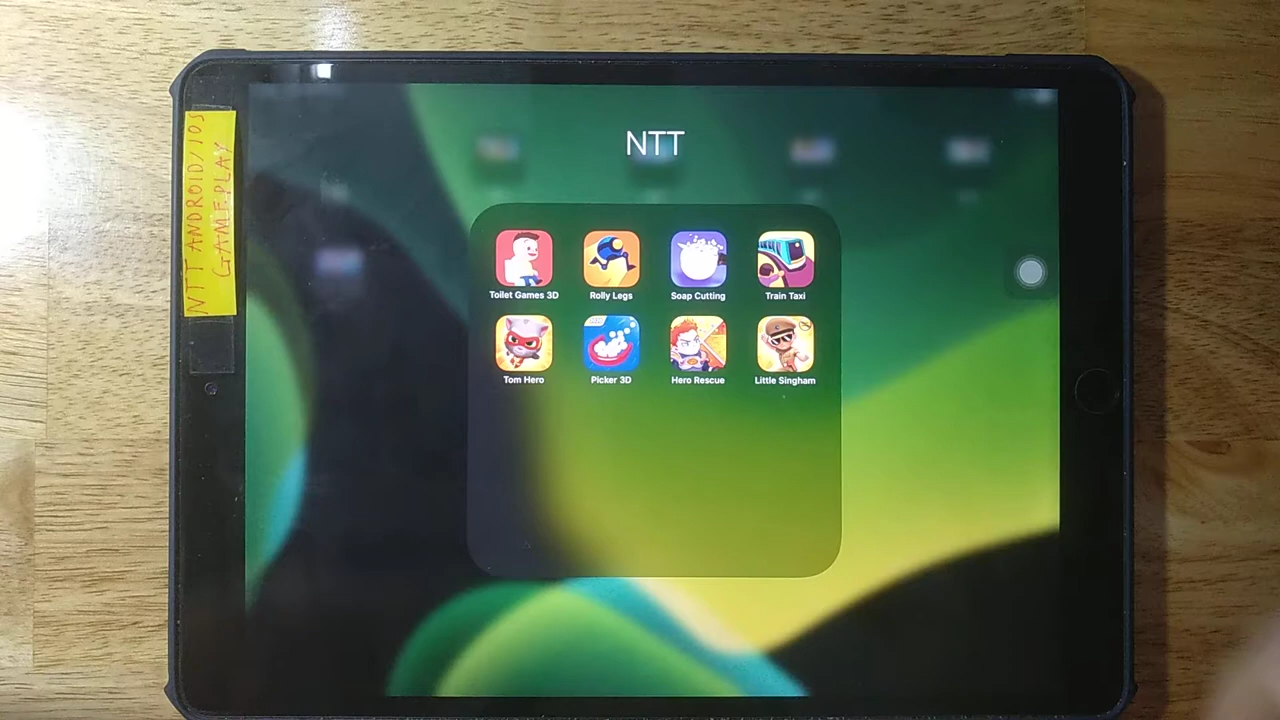 NTT ANDROID/IOS
GAMEPLAY
NTT
Toilet Games 3D
Rolly Legs
Soap Cutting
Train Taxi
Tom Hero
Picker 3D
Hero Rescue
Little Singham